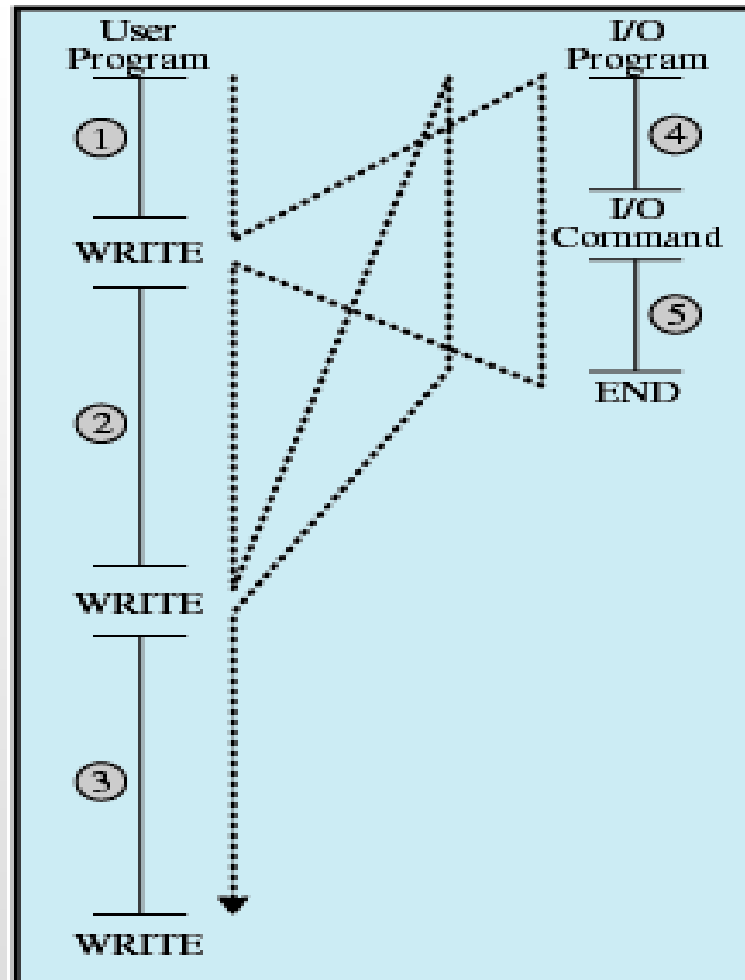 User
Program
1
WRITE
2
WRITE
3
WRITE
I/O
Program
4
I/O
Command
5
END